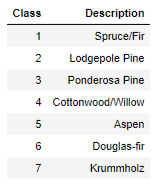 Class Description
1 Spruce/Fir
2 Lodgepole Pine
3 Ponderosa Pine
4 Cottonwood/Willow
5 Aspen
6 Douglas-fir
7 Krummholz